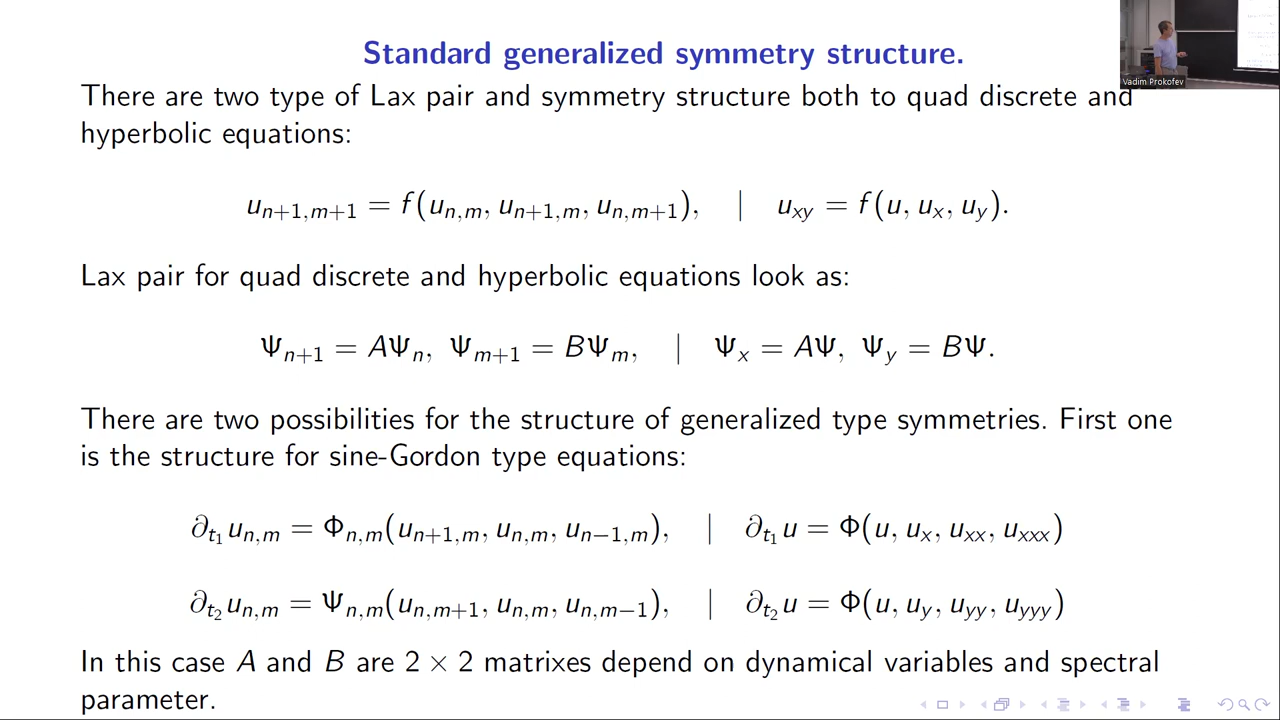 Standard generalized symmetry structure.
Vadim Prokofev
There are two type of Lax pair and symmetry structure both to quad discrete and
hyperbolic equations:
u_{n+1,m+1} = f(u_{n,m}, u_{n+1,m}, u_{n,m+1}), | u_{xy} = f(u, u_x, u_y).
Lax pair for quad discrete and hyperbolic equations look as:
Ψ_{n+1} = AΨ_n, Ψ_{m+1} = BΨ_m, | Ψ_x = AΨ, Ψ_y = BΨ.
There are two possibilities for the structure of generalized type symmetries. First one
is the structure for sine-Gordon type equations:
∂_{t_1} u_{n,m} = Φ_{n,m}(u_{n+1,m}, u_{n,m}, u_{n−1,m}), | ∂_{t_1} u = Φ(u, u_x, u_{xx}, u_{xxx})
∂_{t_2} u_{n,m} = Ψ_{n,m}(u_{n,m+1}, u_{n,m}, u_{n,m−1}), | ∂_{t_2} u = Φ(u, u_y, u_{yy}, u_{yyy})
In this case A and B are 2 × 2 matrixes depend on dynamical variables and spectral
parameter.